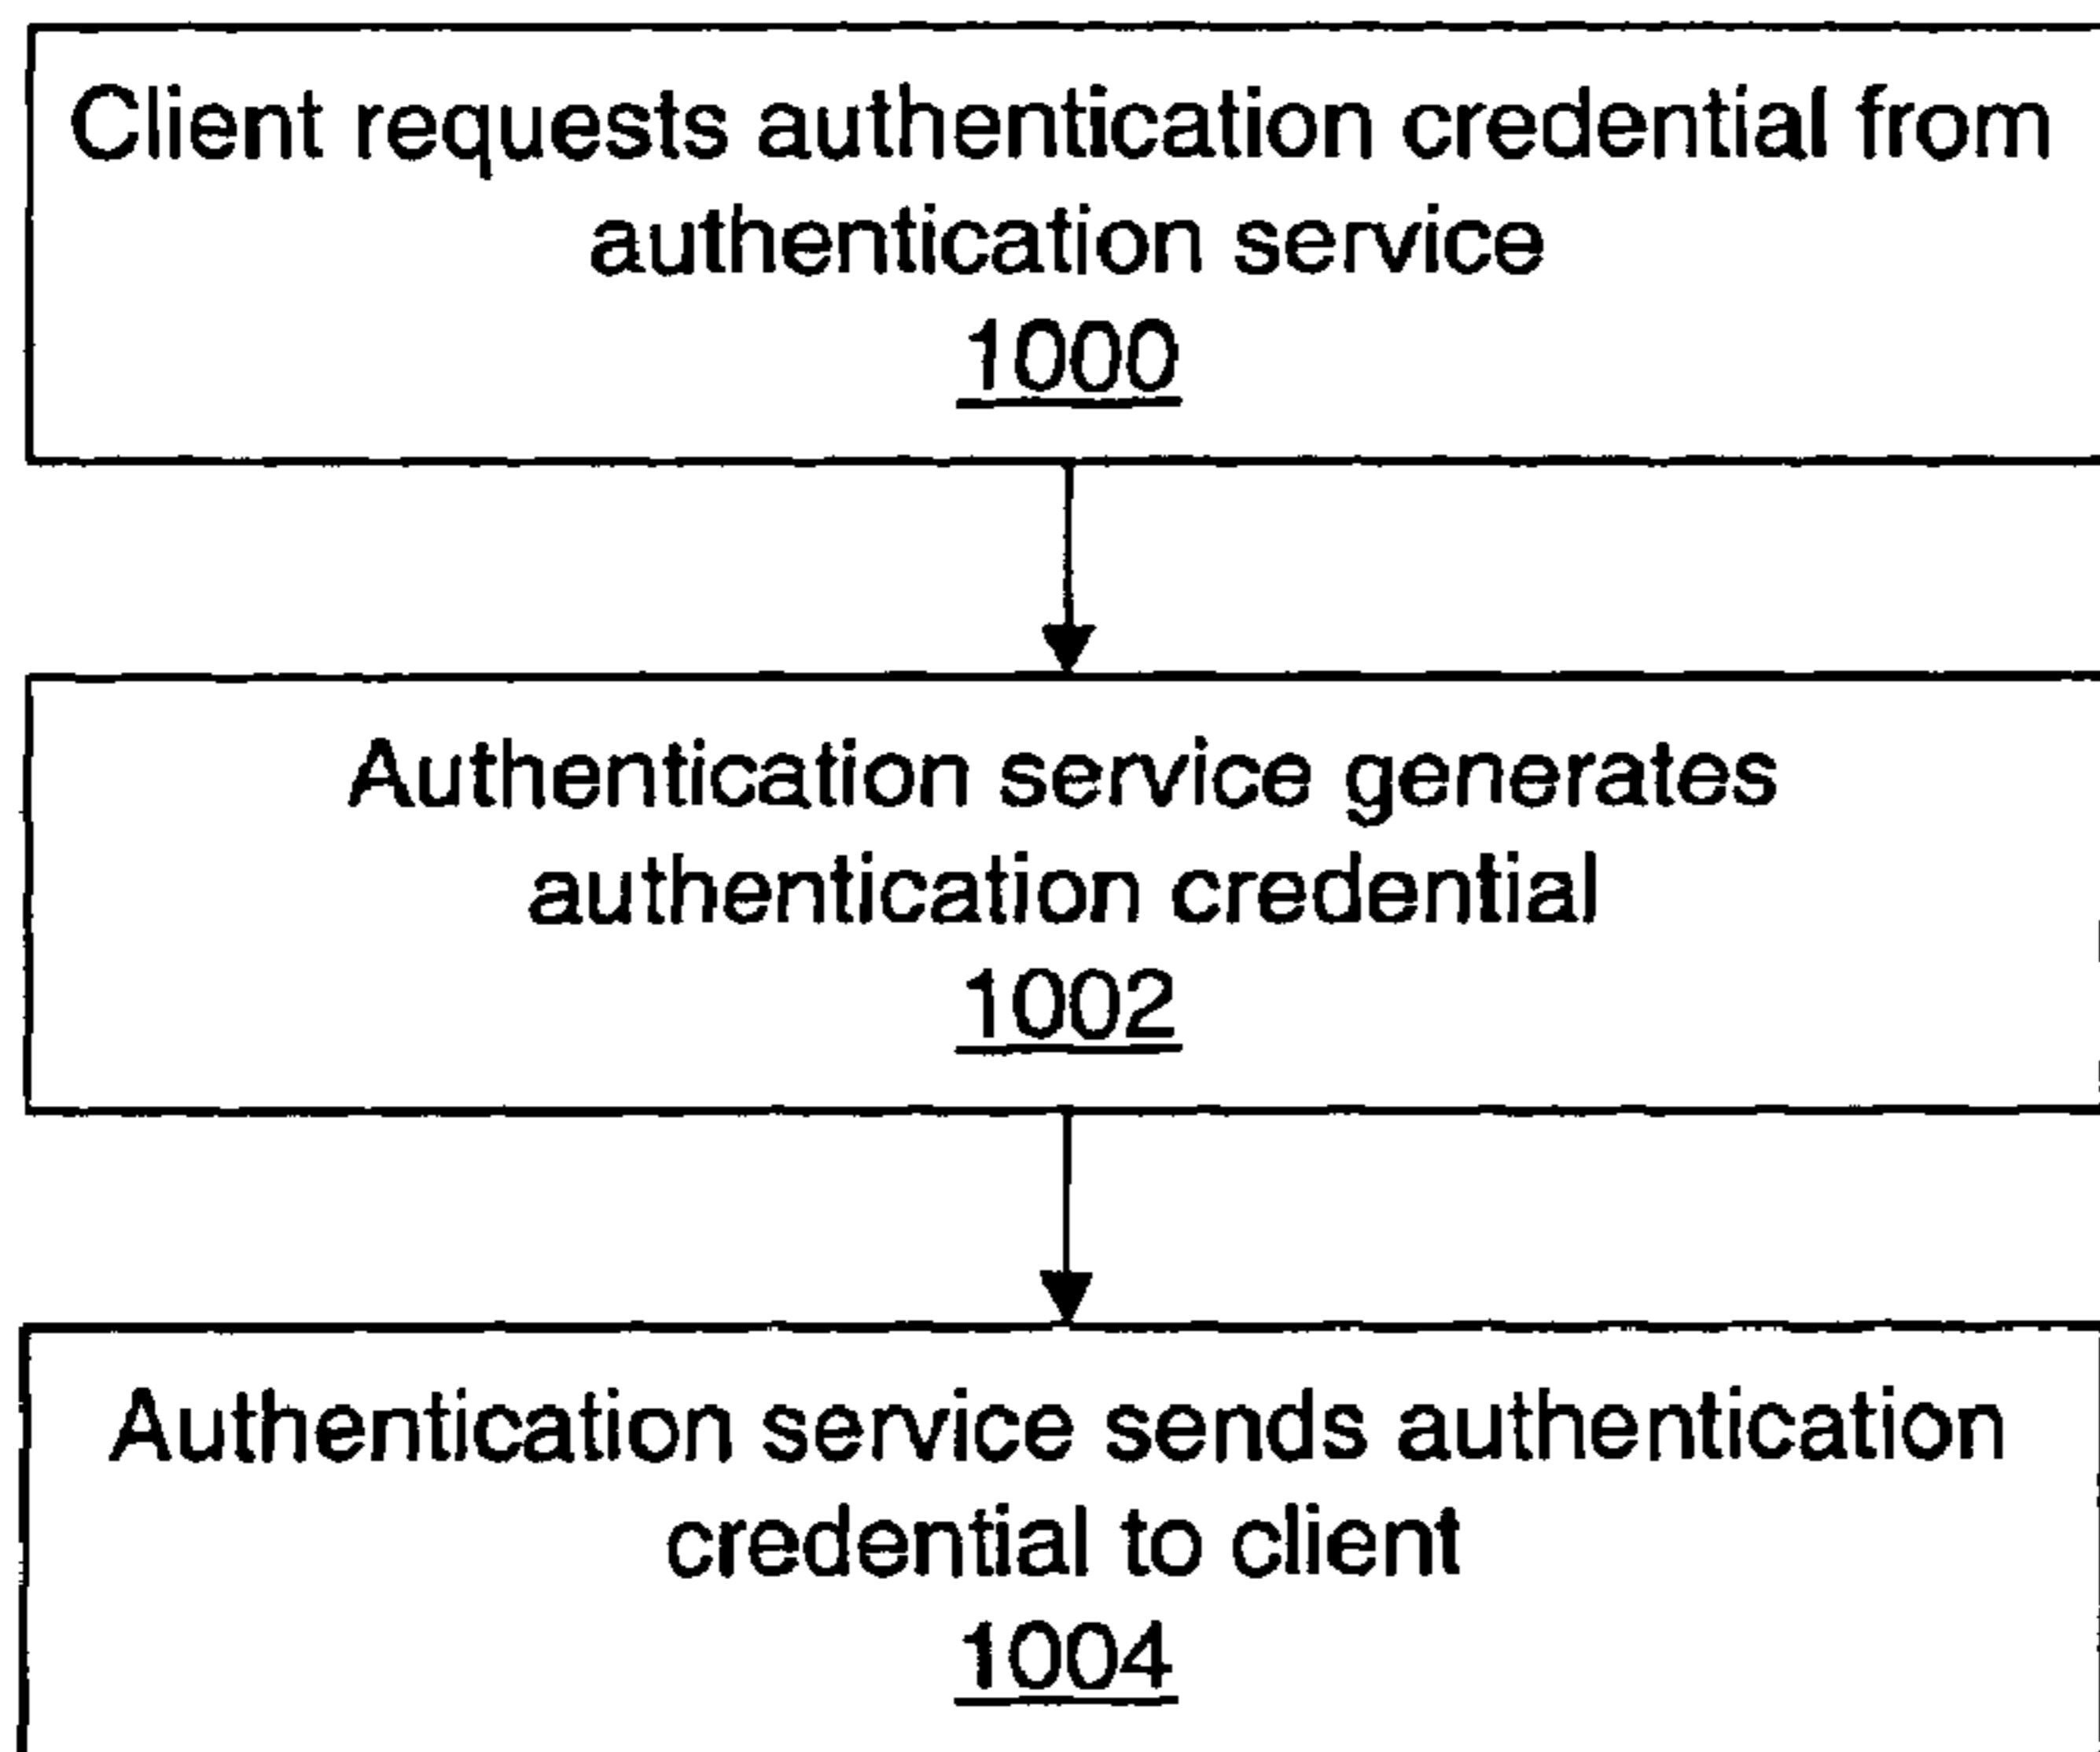 Client requests authentication credential from
authentication service
1000
Authentication service generates
authentication credential
1002
Authentication service sends authentication
credential to client
1004